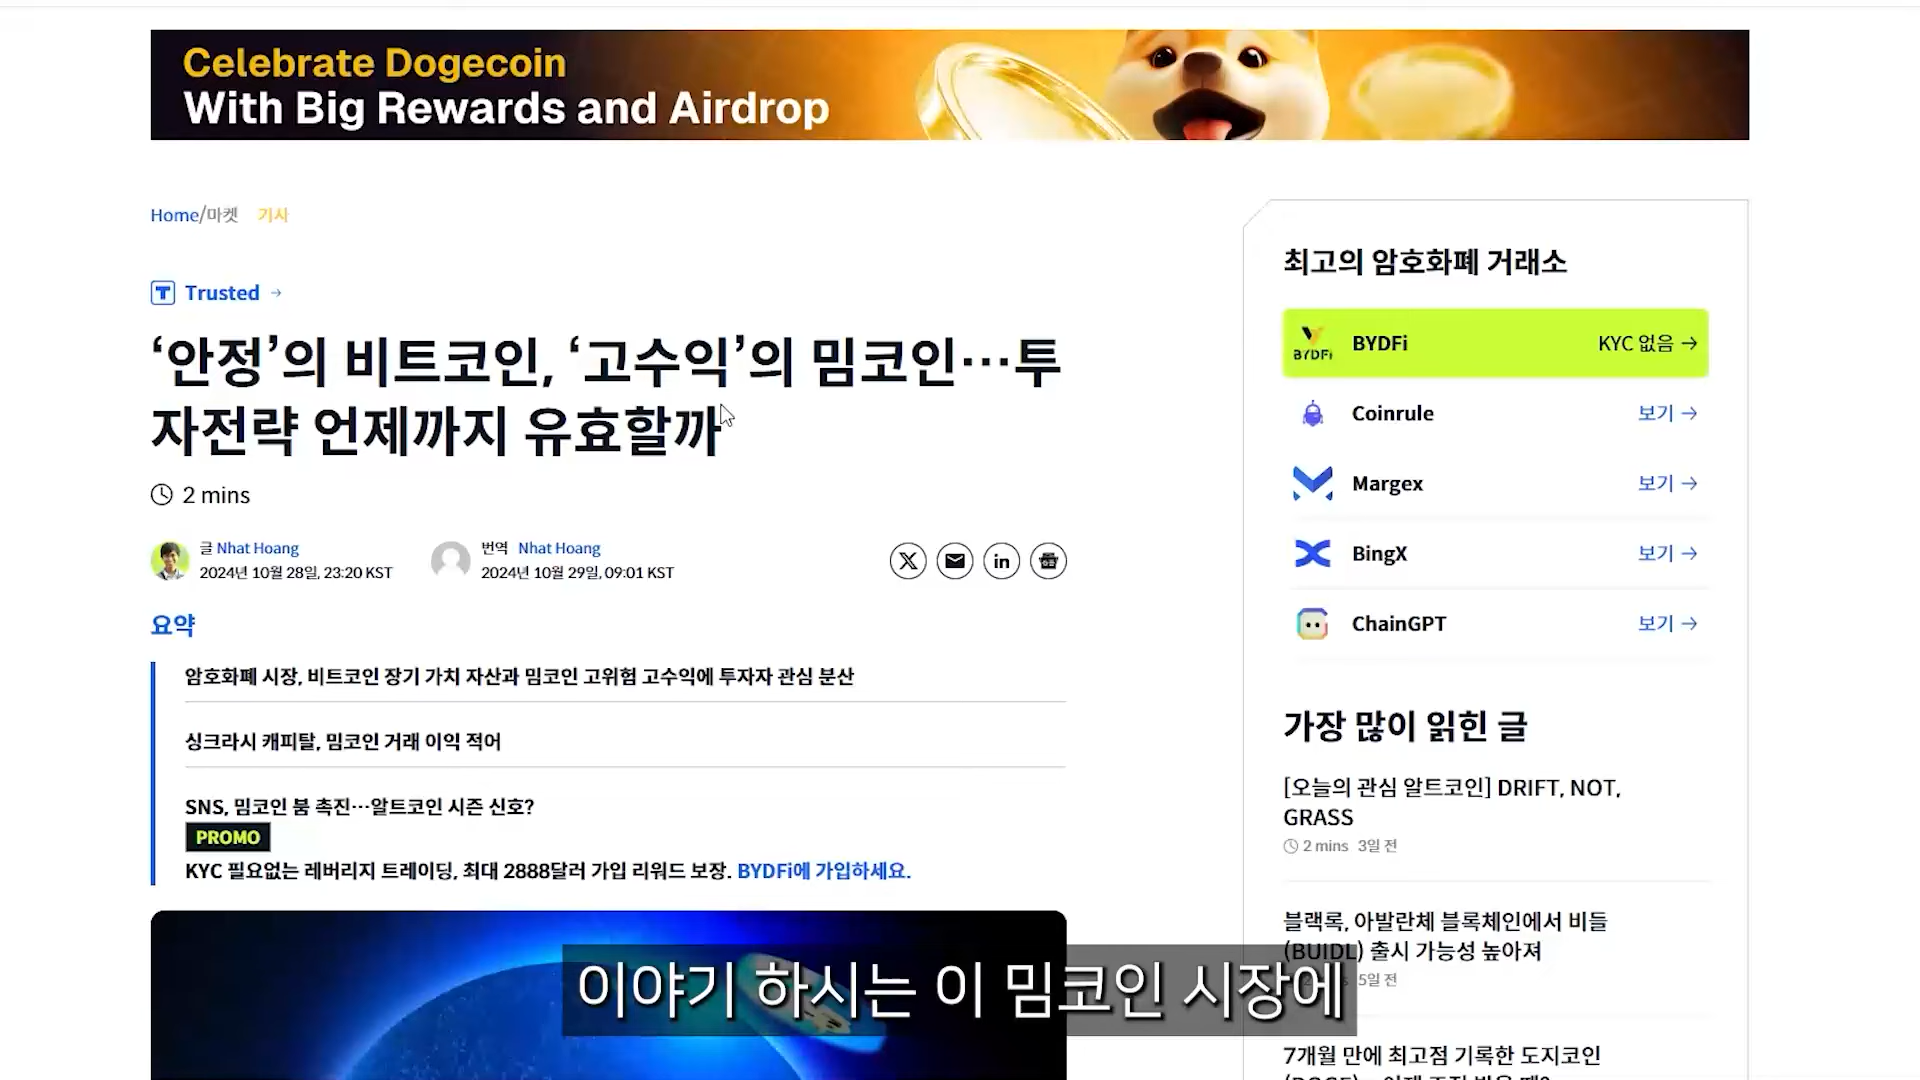 Celebrate Dogecoin
With Big Rewards and Airdrop
Home/마켓 기사
Trusted →
‘안정’의 비트코인, ‘고수익’의 밈코인…투
자전략 언제까지 유효할까
2 mins
글 Nhat Hoang
2024년 10월 28일, 23:20 KST
번역 Nhat Hoang
2024년 10월 29일, 09:01 KST
요약
암호화폐 시장, 비트코인 장기 가치 자산과 밈코인 고위험 고수익에 투자자 관심 분산
싱크라시 캐피탈, 밈코인 거래 이익 적어
SNS, 밈코인 붐 촉진…알트코인 시즌 신호?
PROMO
KYC 필요없는 레버리지 트레이딩, 최대 2888달러 가입 리워드 보장. BYDFi에 가입하세요.
최고의 암호화폐 거래소
BYDFi BYDFi KYC 없음 →
Coinrule 보기 →
Margex 보기 →
BingX 보기 →
ChainGPT 보기 →
가장 많이 읽힌 글
[오늘의 관심 알트코인] DRIFT, NOT,
GRASS
2 mins 3일 전
블랙록, 아발란체 블록체인에서 비들
(BUIDL) 출시 가능성 높아져
5일 전
7개월 만에 최고점 기록한 도지코인
이야기 하시는 이 밈코인 시장에